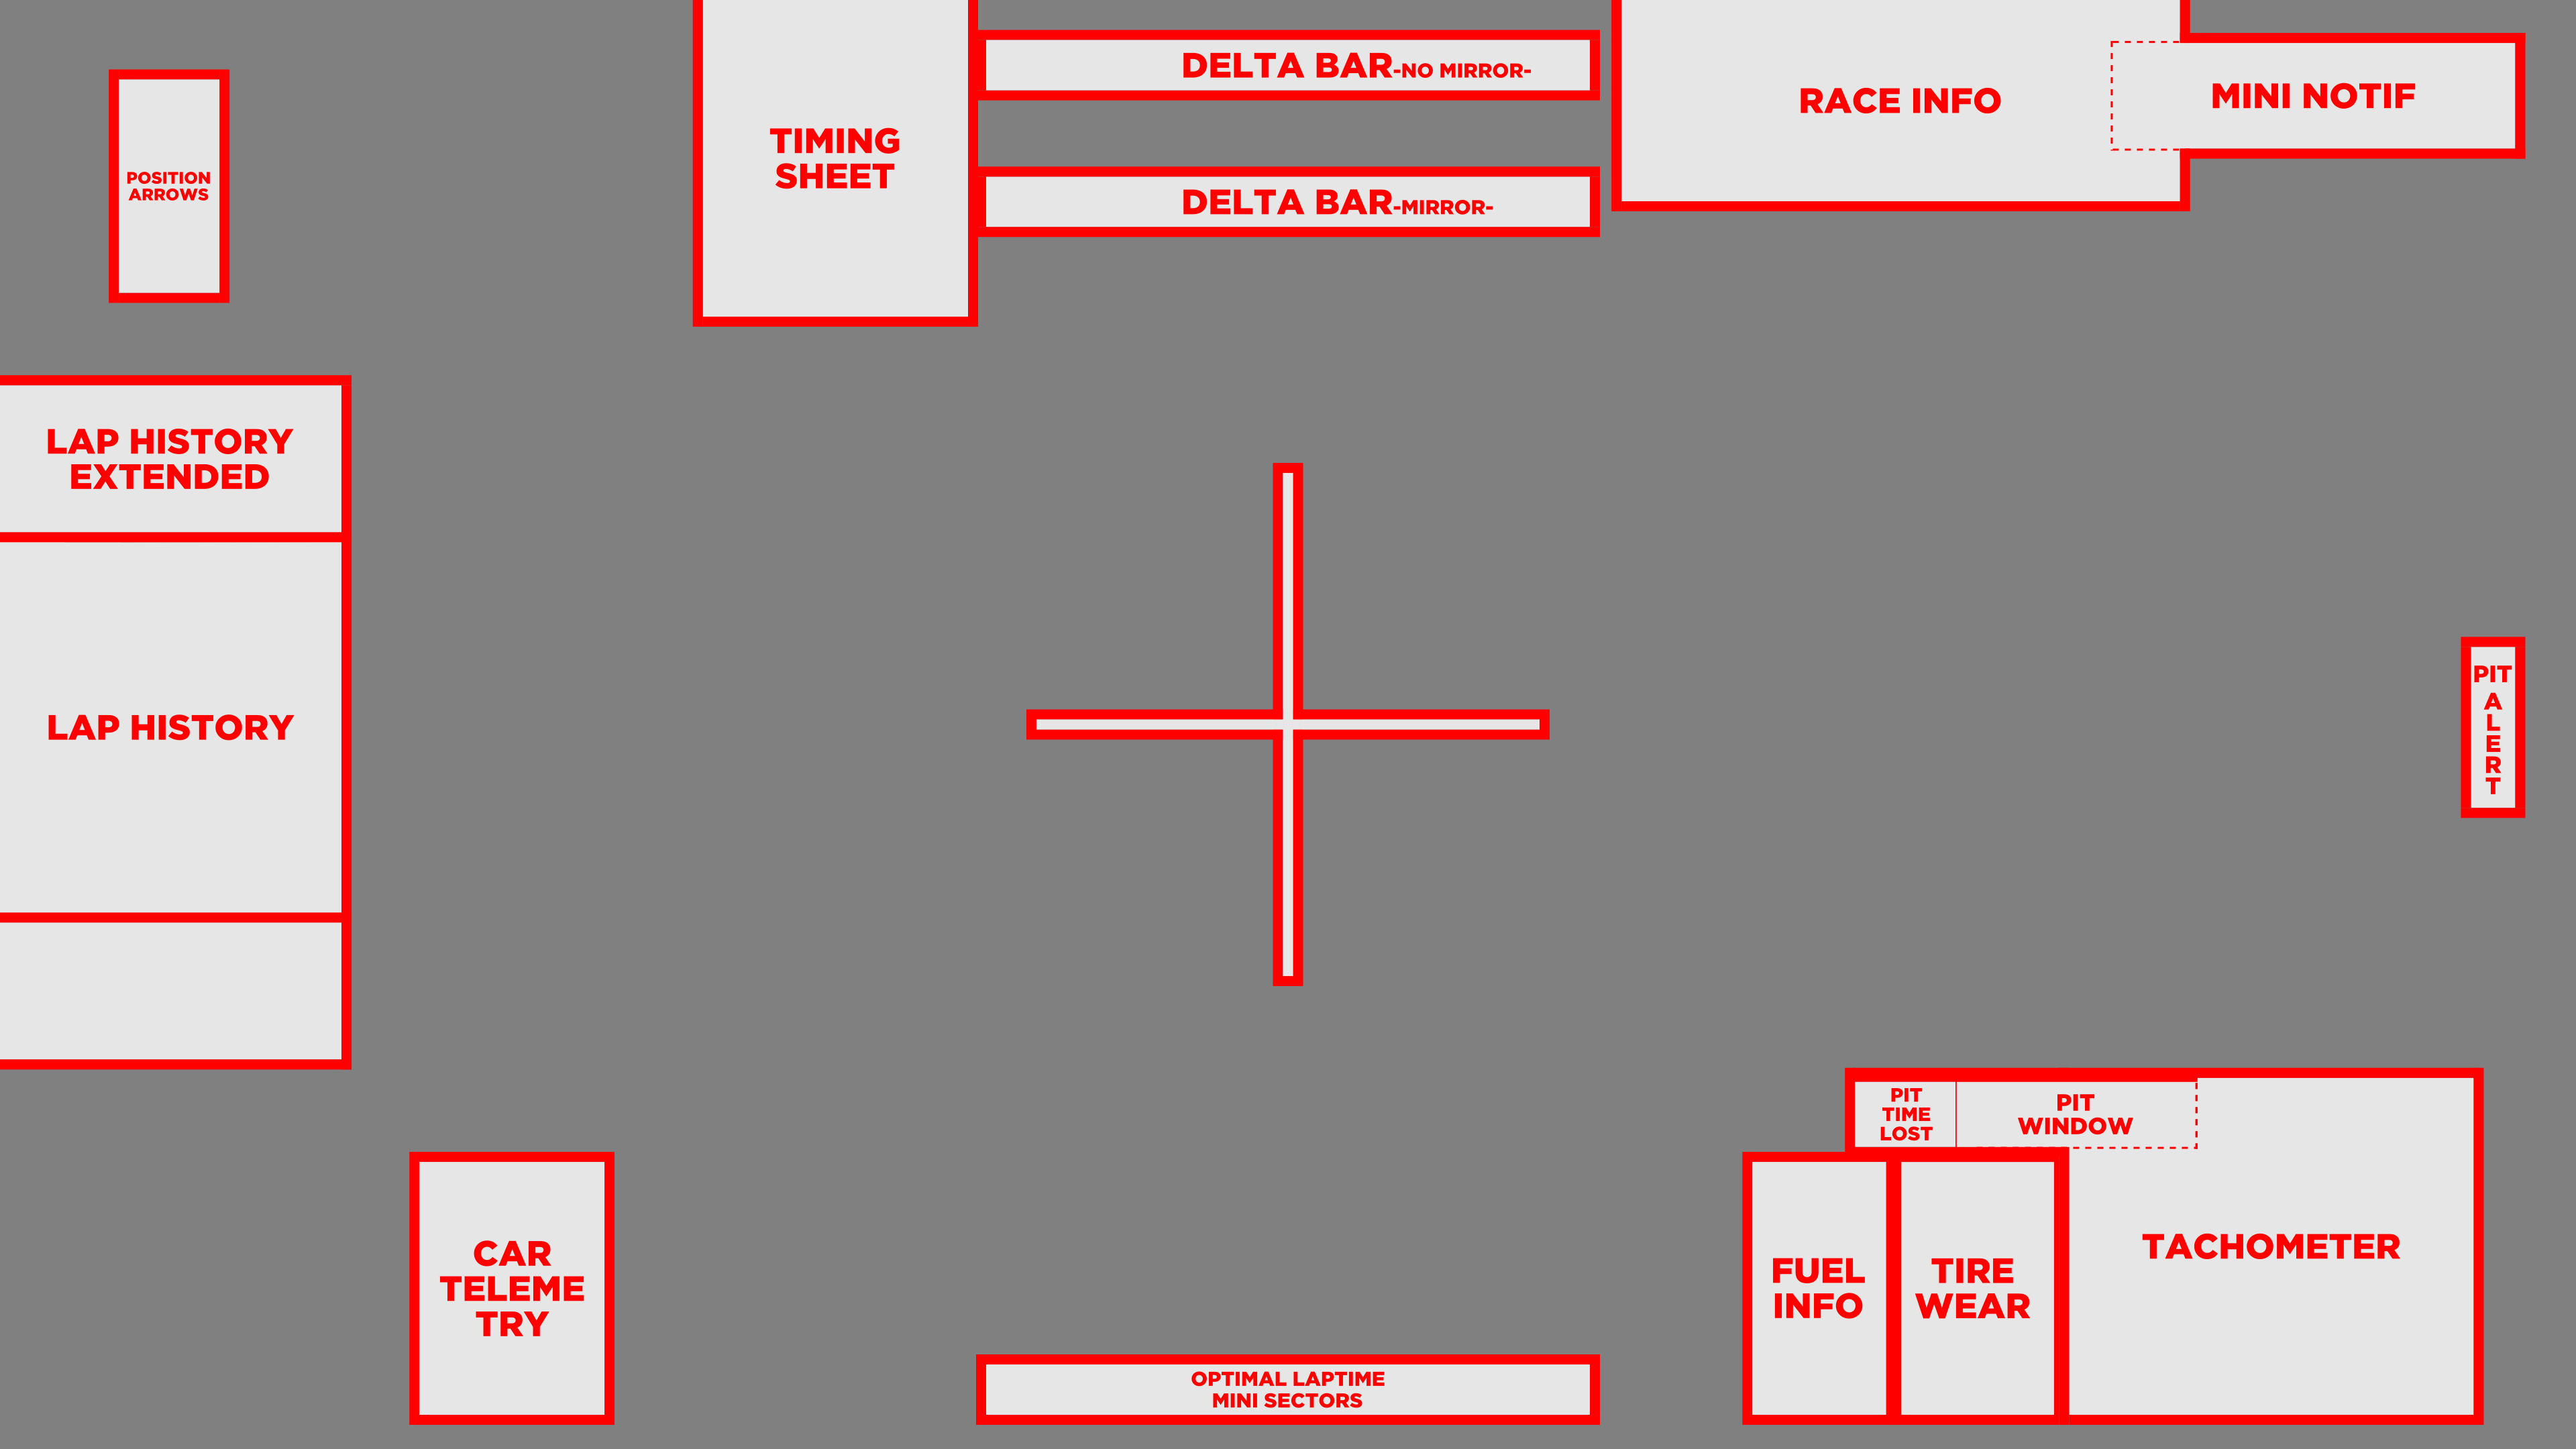 POSITION
ARROWS
TIMING
SHEET
DELTA BAR-NO MIRROR-
DELTA BAR-MIRROR-
RACE INFO
MINI NOTIF
LAP HISTORY
EXTENDED
LAP HISTORY
PIT
A
L
E
R
T
CAR
TELEME
TRY
OPTIMAL LAPTIME
MINI SECTORS
PIT
TIME
LOST
PIT
WINDOW
FUEL
INFO
TIRE
WEAR
TACHOMETER